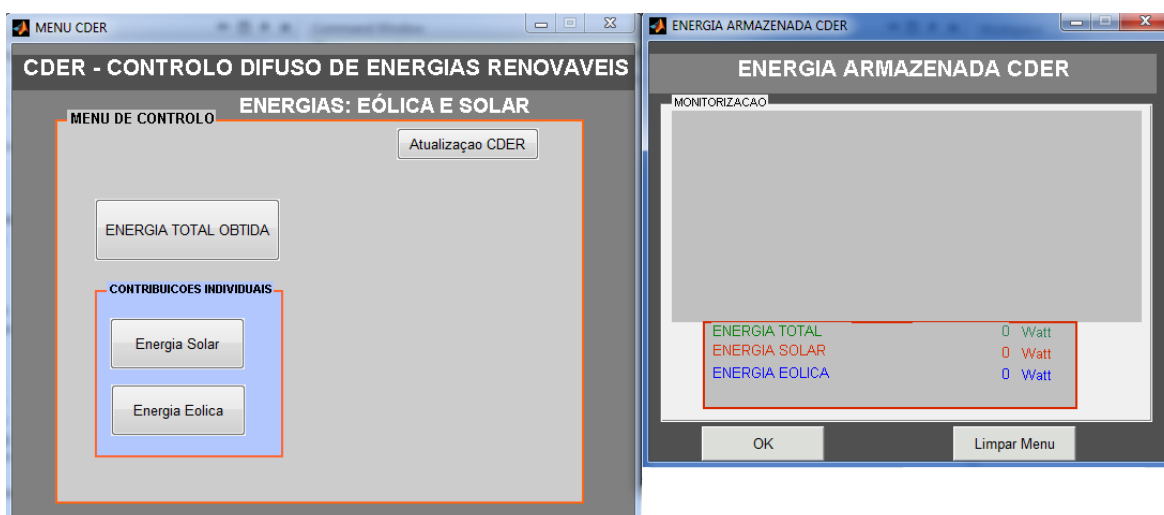 MENU CDER
CDER - CONTROLO DIFUSO DE ENERGIAS RENOVAVEIS
ENERGIAS: EÓLICA E SOLAR
MENU DE CONTROLO
Atualizaçao CDER
ENERGIA TOTAL OBTIDA
CONTRIBUICOES INDIVIDUAIS
Energia Solar
Energia Eolica
ENERGIA ARMAZENADA CDER
ENERGIA ARMAZENADA CDER
MONITORIZACAO
ENERGIA TOTAL 0 Watt
ENERGIA SOLAR 0 Watt
ENERGIA EOLICA 0 Watt
OK Limpar Menu